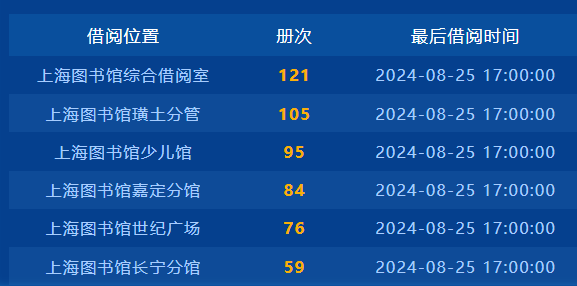 借阅位置 册次 最后借阅时间
上海图书馆综合借阅室 121 2024-08-25 17:00:00
上海图书馆璜土分管 105 2024-08-25 17:00:00
上海图书馆少儿馆 95 2024-08-25 17:00:00
上海图书馆嘉定分馆 84 2024-08-25 17:00:00
上海图书馆世纪广场 76 2024-08-25 17:00:00
上海图书馆长宁分馆 59 2024-08-25 17:00:00